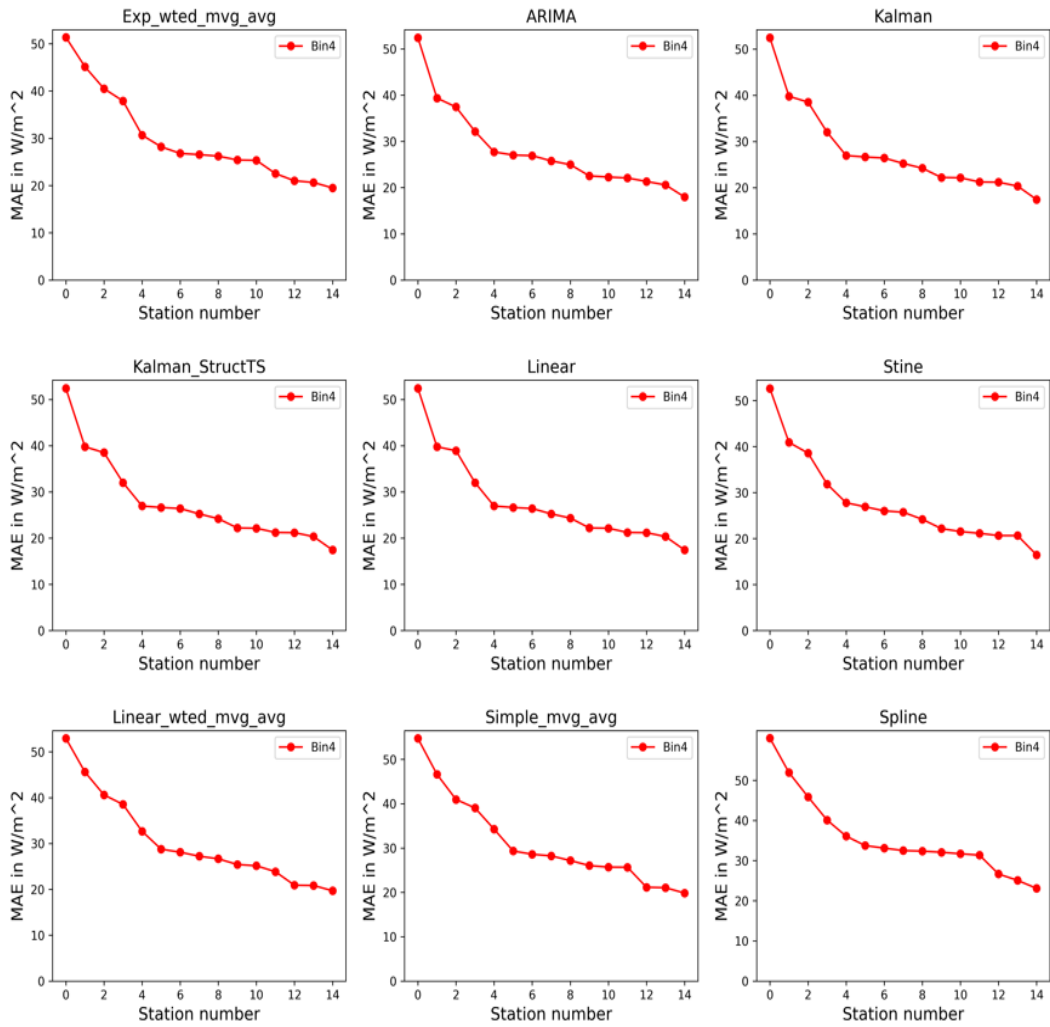 Exp_wted_mvg_avg
MAE in W/m^2
50
40
30
20
10
0
Bin4
0 2 4 6 8 10 12 14
Station number
ARIMA
MAE in W/m^2
50
40
30
20
10
0
Bin4
0 2 4 6 8 10 12 14
Station number
Kalman
MAE in W/m^2
50
40
30
20
10
0
Bin4
0 2 4 6 8 10 12 14
Station number
Kalman_StructTS
MAE in W/m^2
50
40
30
20
10
0
Bin4
0 2 4 6 8 10 12 14
Station number
Linear
MAE in W/m^2
50
40
30
20
10
0
Bin4
0 2 4 6 8 10 12 14
Station number
Stine
MAE in W/m^2
50
40
30
20
10
0
Bin4
0 2 4 6 8 10 12 14
Station number
Linear_wted_mvg_avg
MAE in W/m^2
50
40
30
20
10
0
Bin4
0 2 4 6 8 10 12 14
Station number
Simple_mvg_avg
MAE in W/m^2
50
40
30
20
10
0
Bin4
0 2 4 6 8 10 12 14
Station number
Spline
MAE in W/m^2
50
40
30
20
10
0
Bin4
0 2 4 6 8 10 12 14
Station number